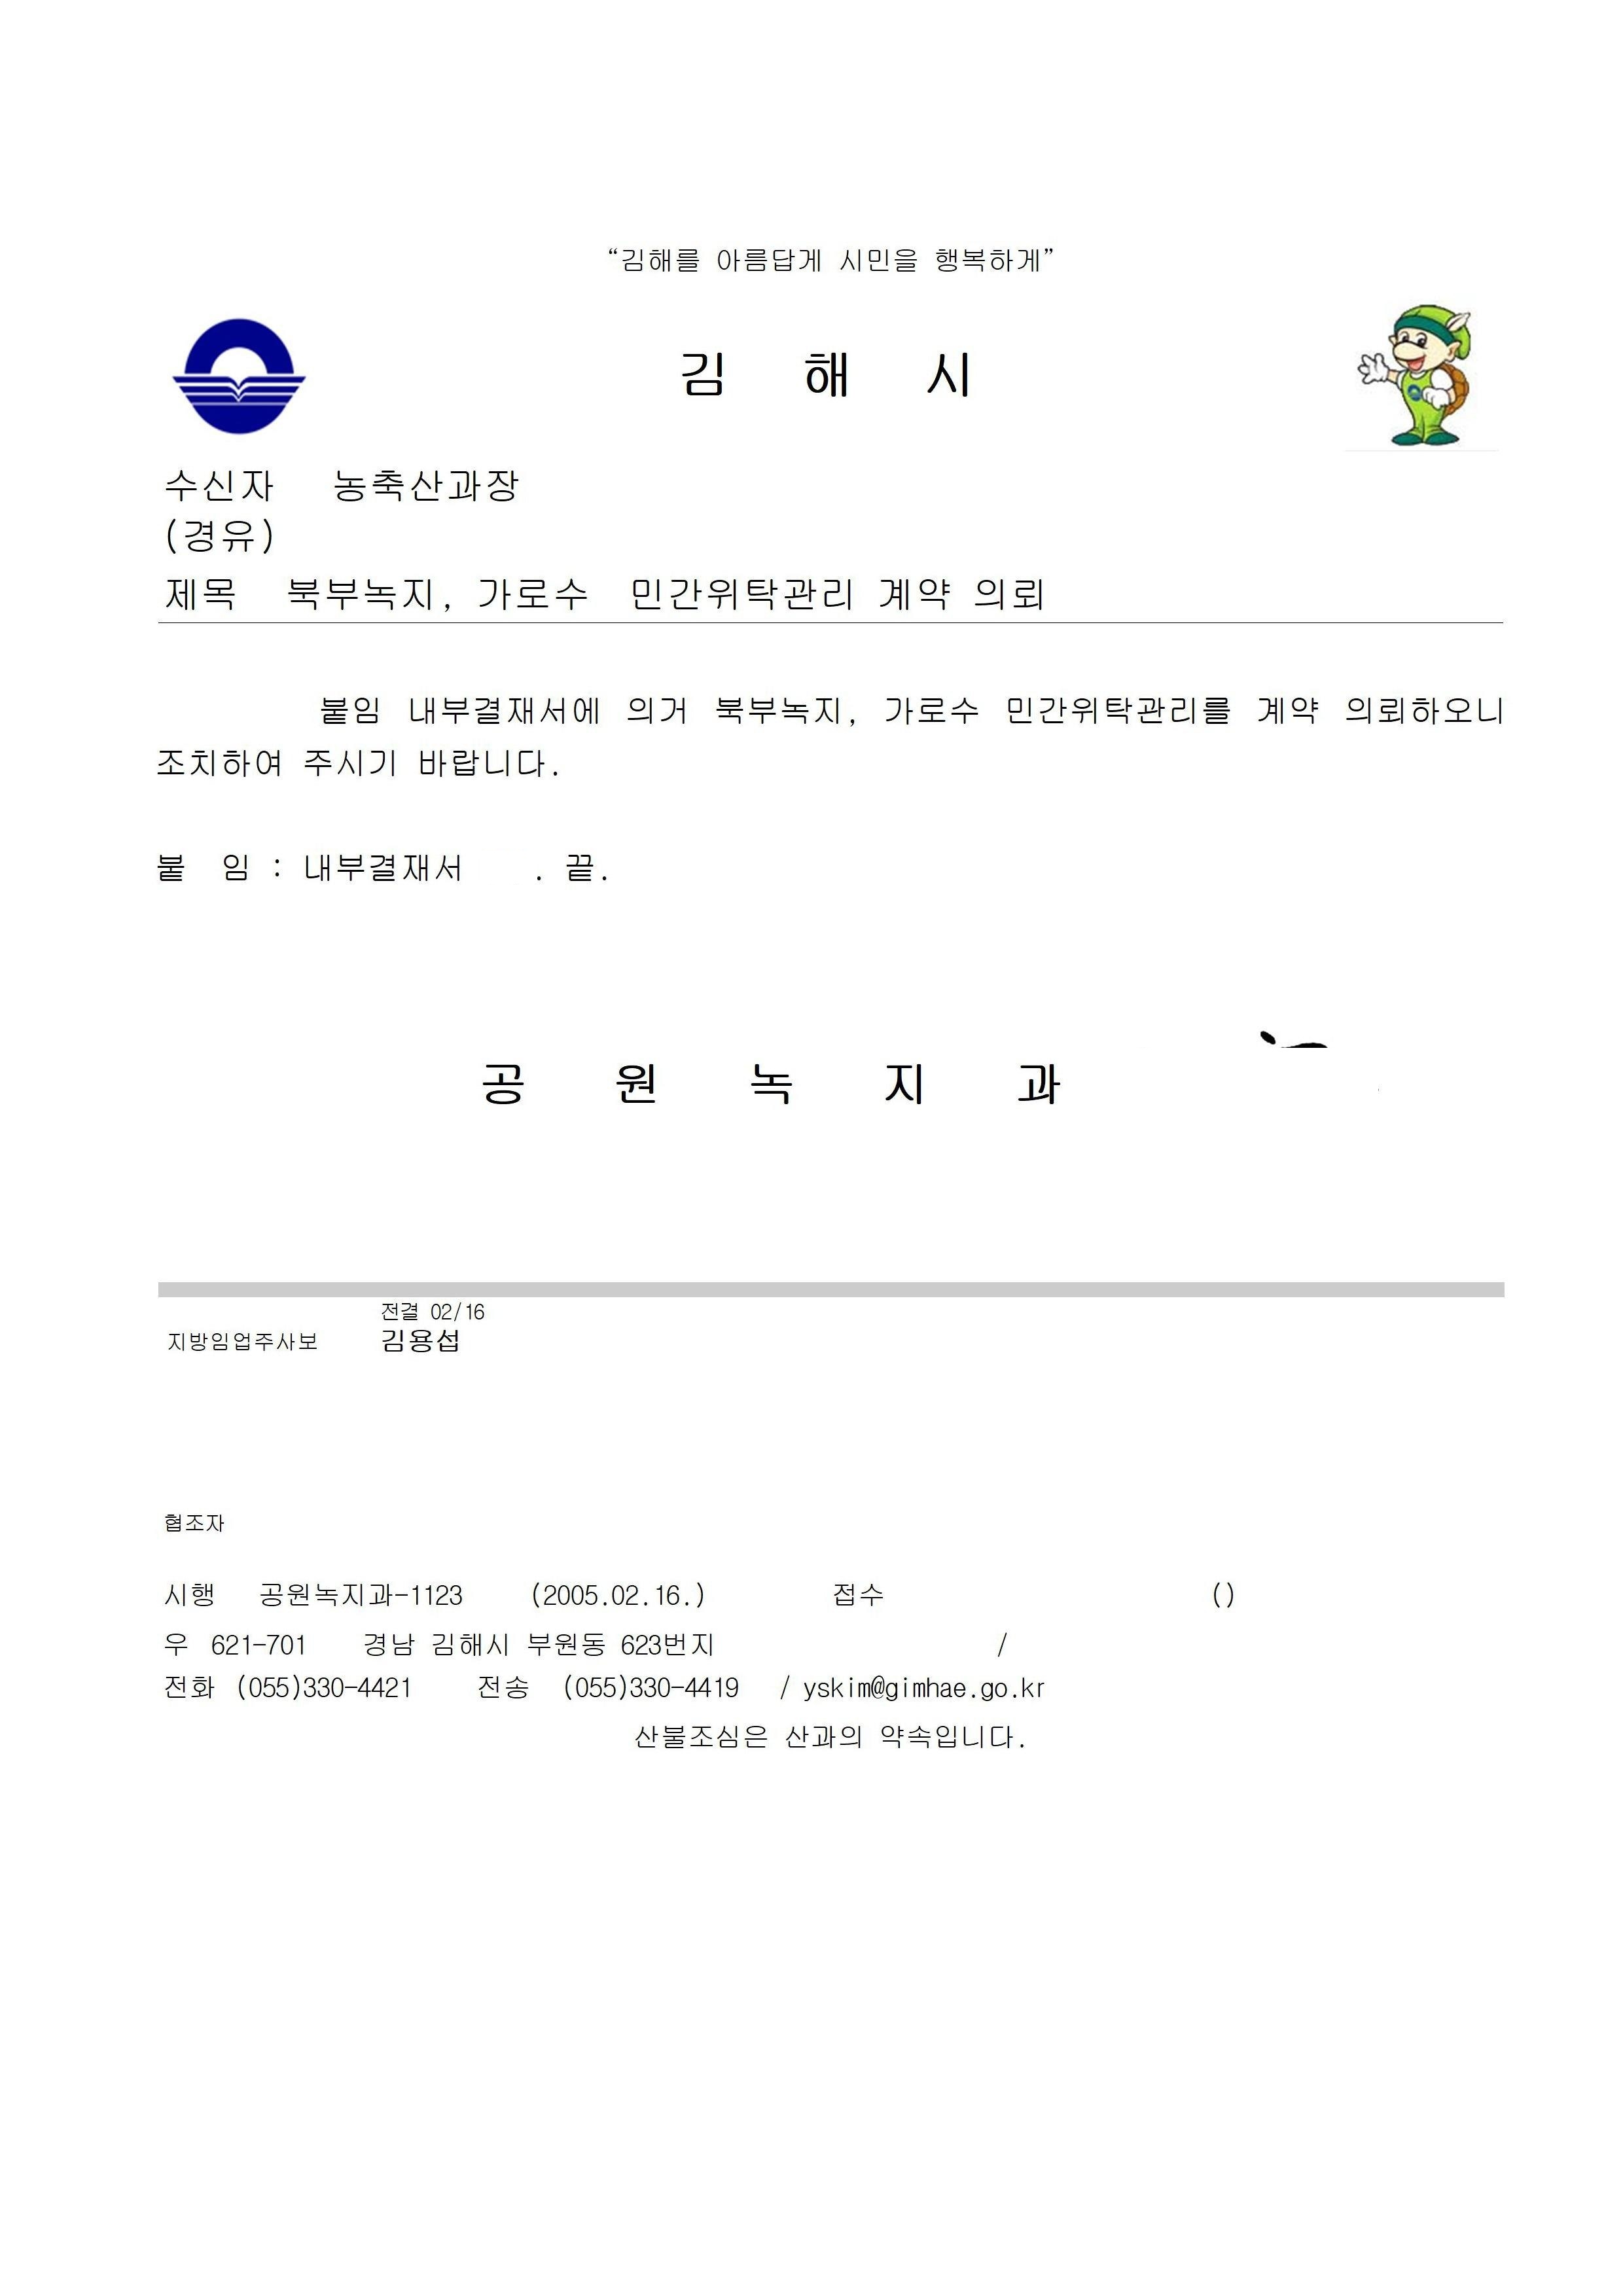 “김해를 아름답게 시민을 행복하게”
김 해 시
수신자 농축산과장
(경유)
제목 북부녹지, 가로수 민간위탁관리 계약 의뢰
붙임 내부결재서에 의거 북부녹지, 가로수 민간위탁관리를 계약 의뢰하오니
조치하여 주시기 바랍니다.
붙 임 : 내부결재서 . 끝.
공 원 녹 지 과
전결 02/16
지방임업주사보 김용섭
협조자
시행 공원녹지과-1123 (2005.02.16.) 접수 ()
우 621-701 경남 김해시 부원동 623번지 /
전화 (055)330-4421 전송 (055)330-4419 / yskim@gimhae.go.kr
산불조심은 산과의 약속입니다.